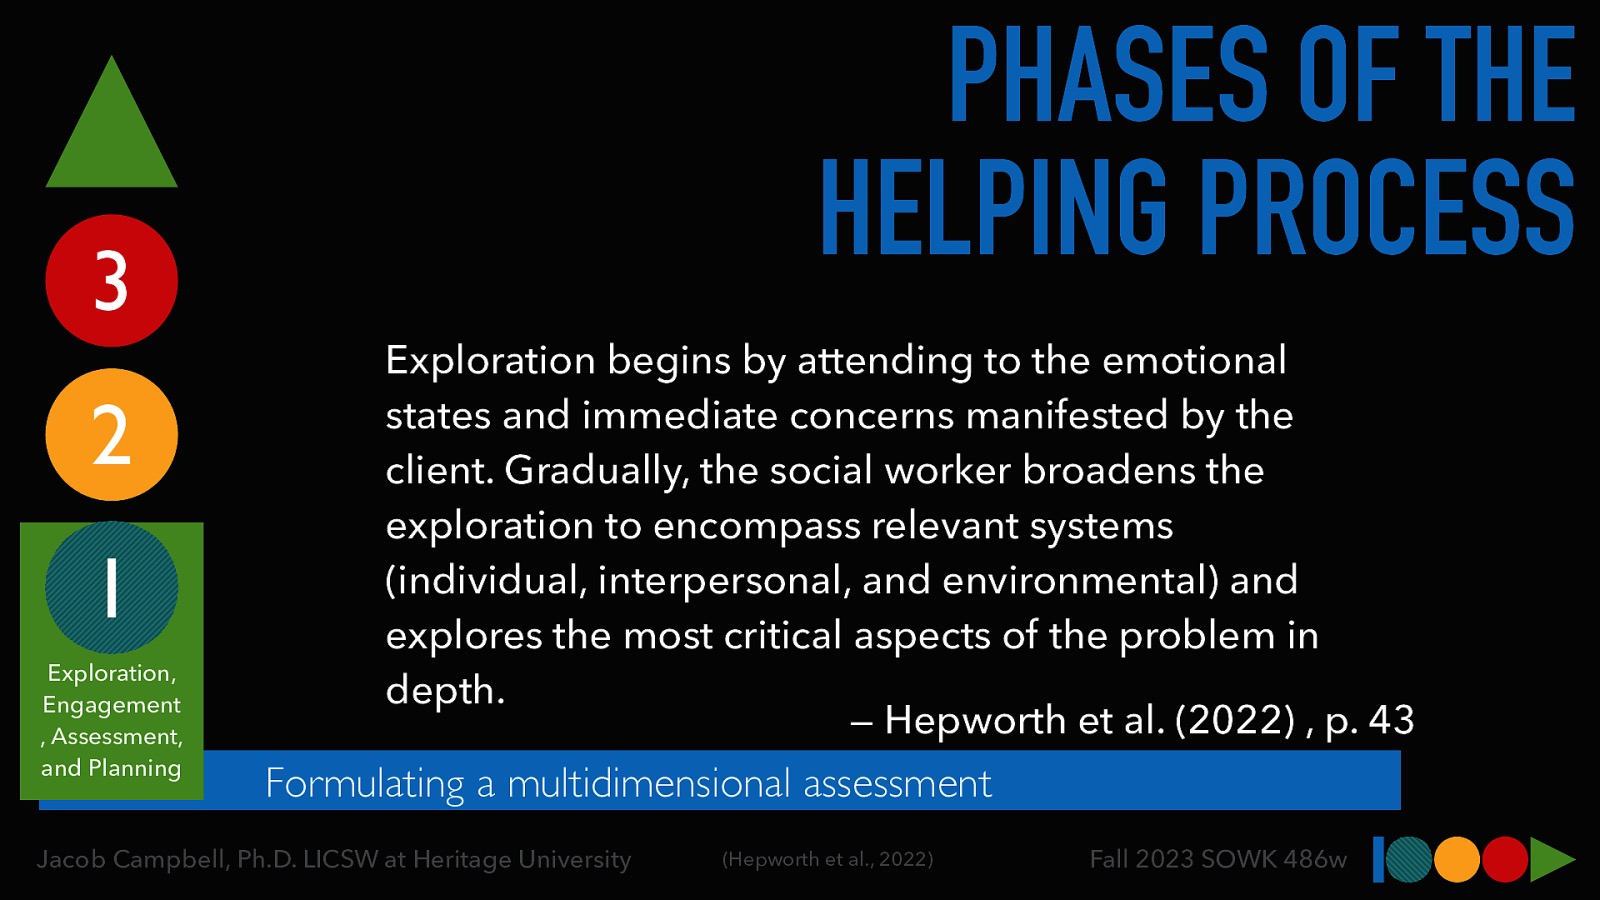 PHASES OF THE
HELPING PROCESS
3
2
1
Exploration,
Engagement
, Assessment,
and Planning
Exploration begins by attending to the emotional
states and immediate concerns manifested by the
client. Gradually, the social worker broadens the
exploration to encompass relevant systems
(individual, interpersonal, and environmental) and
explores the most critical aspects of the problem in
depth.
– Hepworth et al. (2022) , p. 43
Formulating a multidimensional assessment
Jacob Campbell, Ph.D. LICSW at Heritage University
(Hepworth et al., 2022)
Fall 2023 SOWK 486w